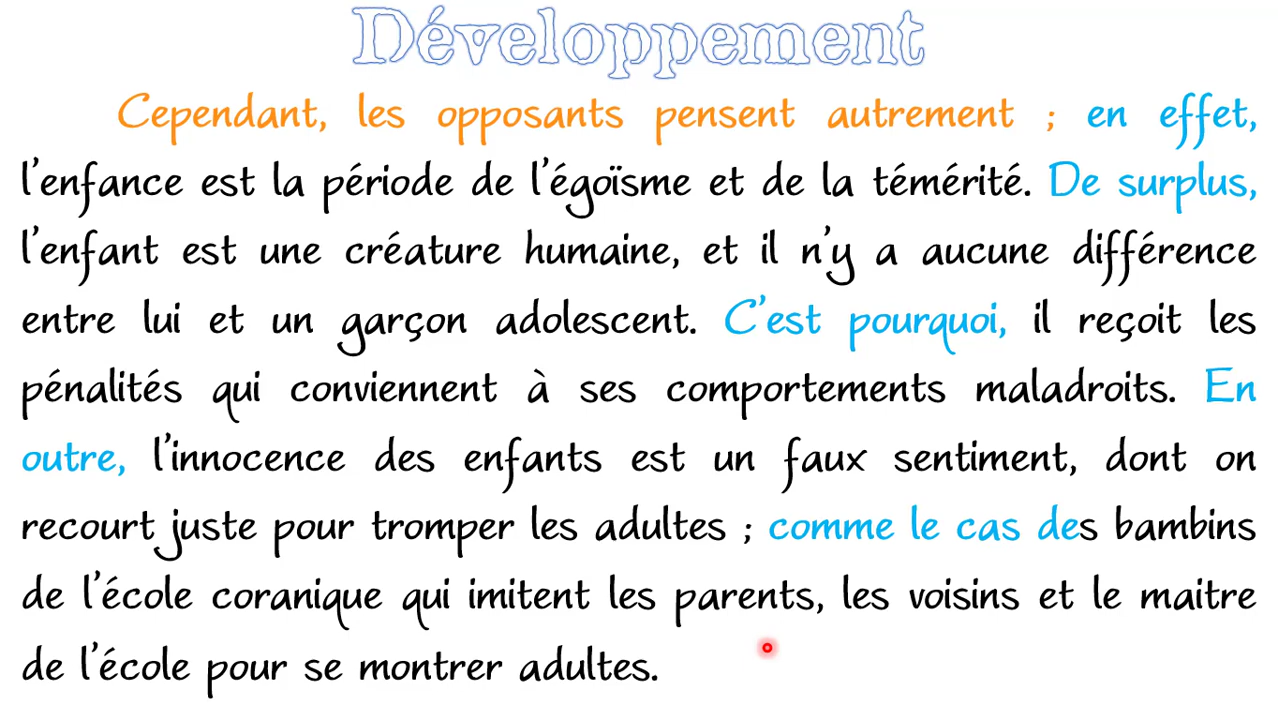 Développement
Cependant, les opposants pensent autrement ; en effet,
l'enfance est la période de l'égoïsme et de la témérité. De surplus,
l'enfant est une créature humaine, et il n'y a aucune différence
entre lui et un garçon adolescent. C'est pourquoi, il reçoit les
pénalités qui conviennent à ses comportements maladroits. En
outre, l'innocence des enfants est un faux sentiment, dont on
recourt juste pour tromper les adultes ; comme le cas des bambins
de l'école coranique qui imitent les parents, les voisins et le maitre
de l'école pour se montrer adultes.